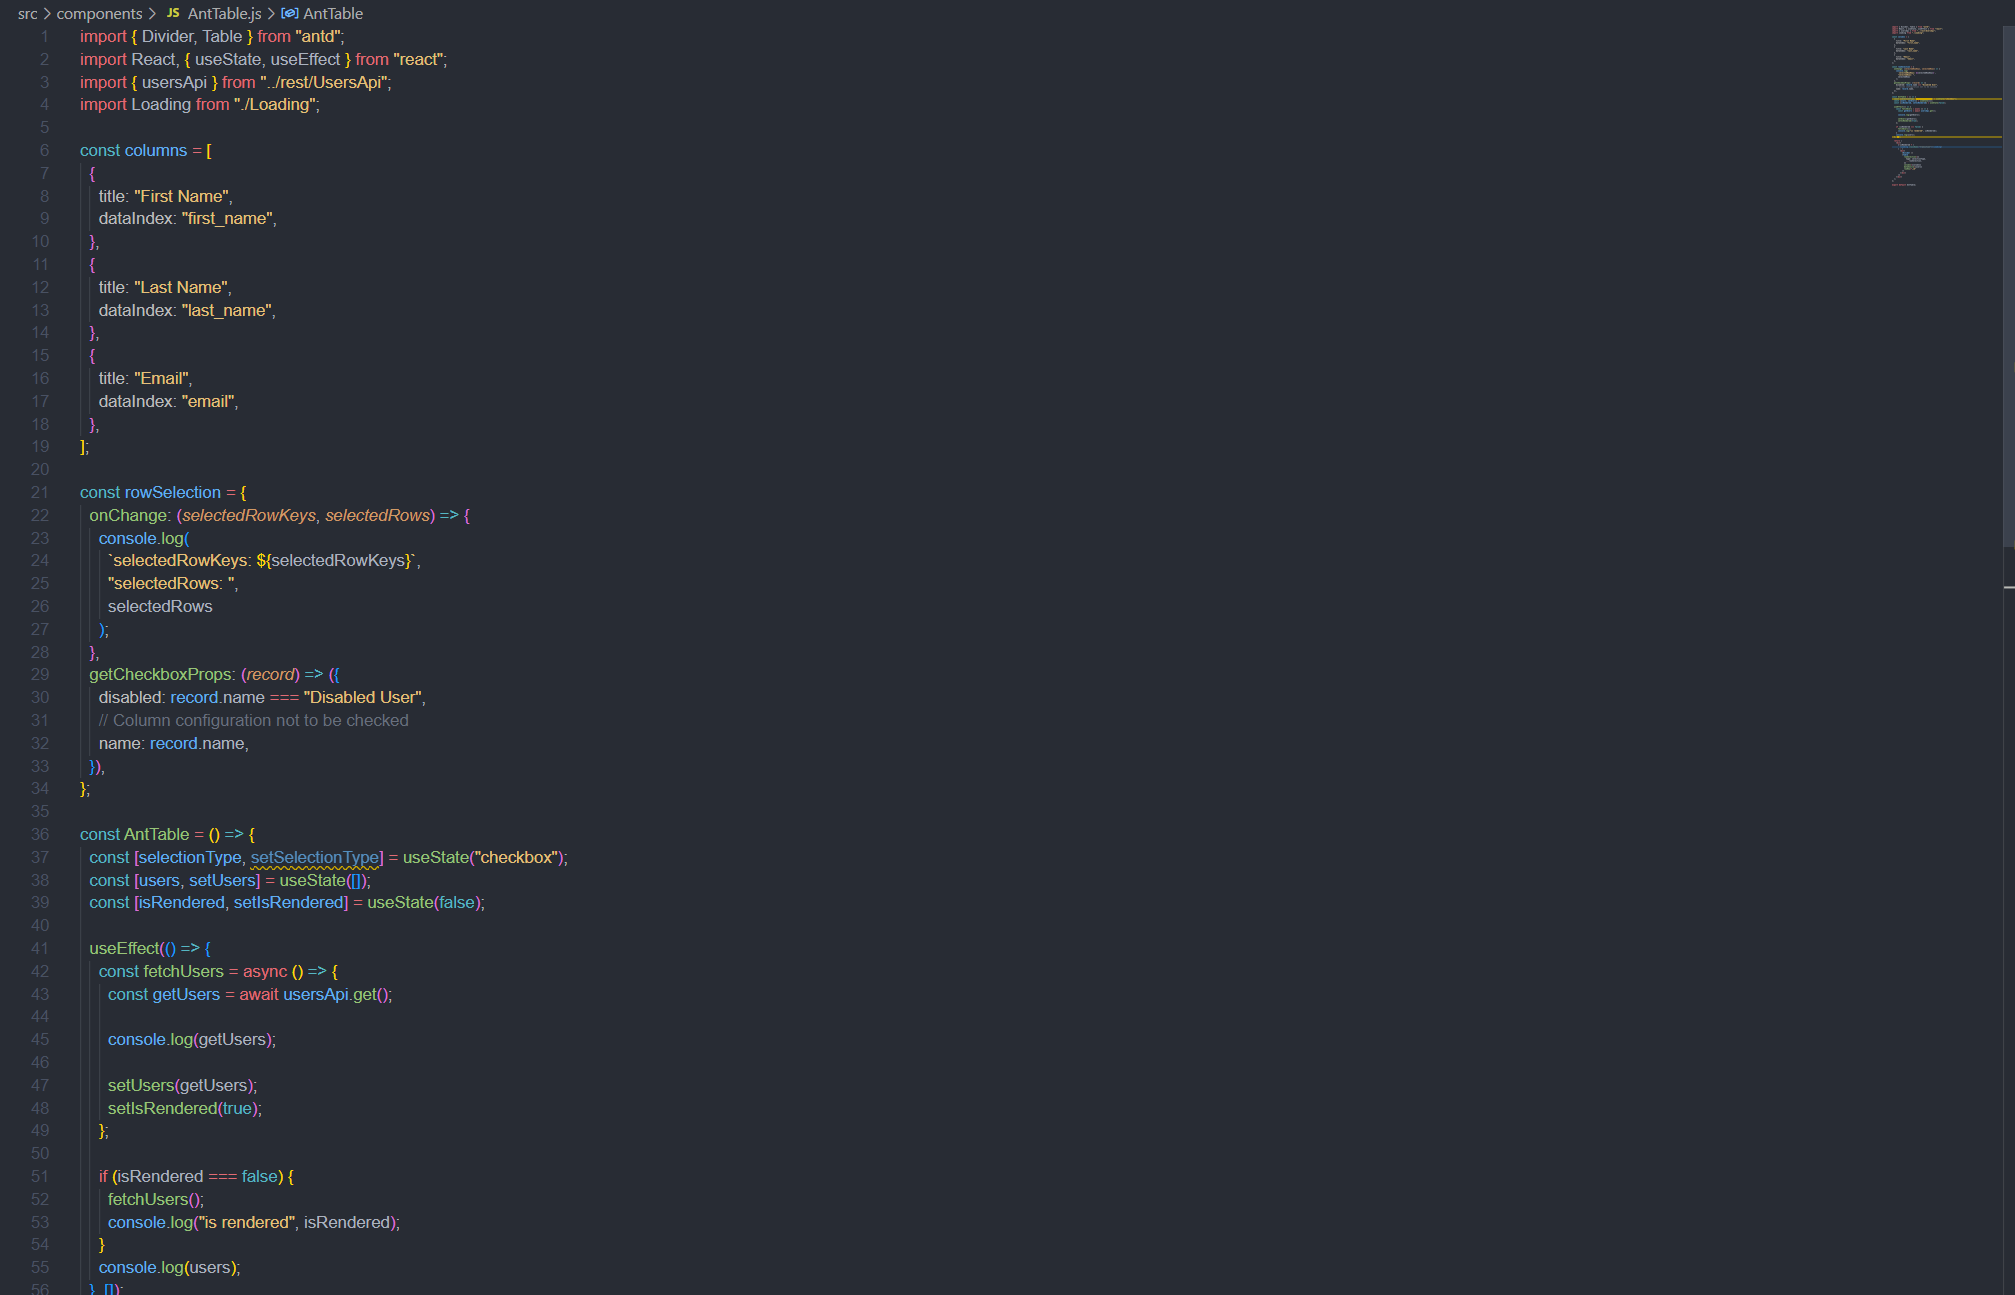 src > components > JS AntTable.js > AntTable
1 import { Divider, Table } from "antd";
2 import React, { useState, useEffect } from "react";
3 import { usersApi } from "../rest/UsersApi";
4 import Loading from "./Loading";
5
6 const columns = [
7 {
8 title: "First Name",
9 dataIndex: "first_name",
10 },
11 {
12 title: "Last Name",
13 dataIndex: "last_name",
14 },
15 {
16 title: "Email",
17 dataIndex: "email",
18 },
19 ];
20
21 const rowSelection = {
22 onChange: (selectedRowKeys, selectedRows) => {
23 console.log(
24 `selectedRowKeys: ${selectedRowKeys}`,
25 "selectedRows: ",
26 selectedRows
27 );
28 },
29 getCheckboxProps: (record) => ({
30 disabled: record.name === "Disabled User",
31 // Column configuration not to be checked
32 name: record.name,
33 }),
34 };
35
36 const AntTable = () => {
37 const [selectionType, setSelectionType] = useState("checkbox");
38 const [users, setUsers] = useState([]);
39 const [isRendered, setIsRendered] = useState(false);
40
41 useEffect(() => {
42 const fetchUsers = async () => {
43 const getUsers = await usersApi.get();
44
45 console.log(getUsers);
46
47 setUsers(getUsers);
48 setIsRendered(true);
49 };
50
51 if (isRendered === false) {
52 fetchUsers();
53 console.log("is rendered", isRendered);
54 }
55 console.log(users);
56 }, []);